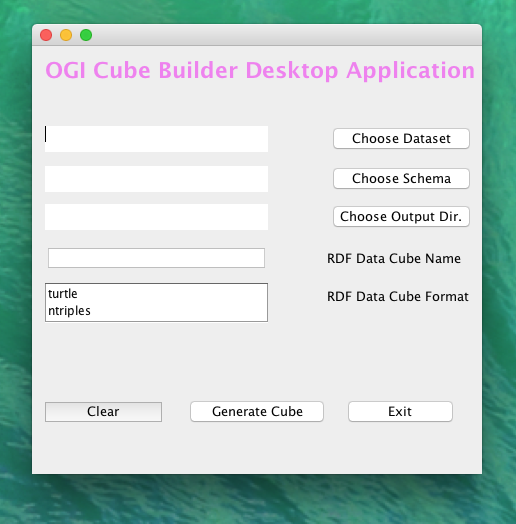 OGI Cube Builder Desktop Application
Choose Dataset
Choose Schema
Choose Output Dir.
RDF Data Cube Name
turtle
ntriples
RDF Data Cube Format
Clear
Generate Cube
Exit